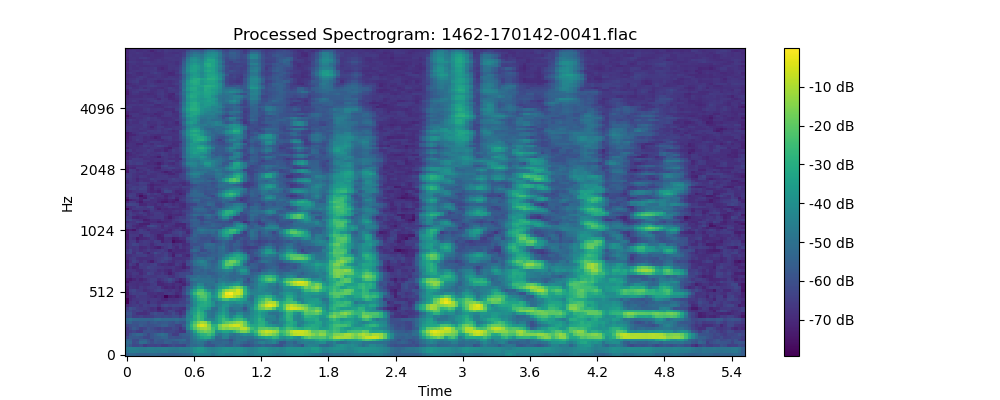 Processed Spectrogram: 1462-170142-0041.flac
Hz
4096
2048
1024
512
0
0 0.6 1.2 1.8 2.4 3 3.6 4.2 4.8 5.4
Time
-10 dB
-20 dB
-30 dB
-40 dB
-50 dB
-60 dB
-70 dB